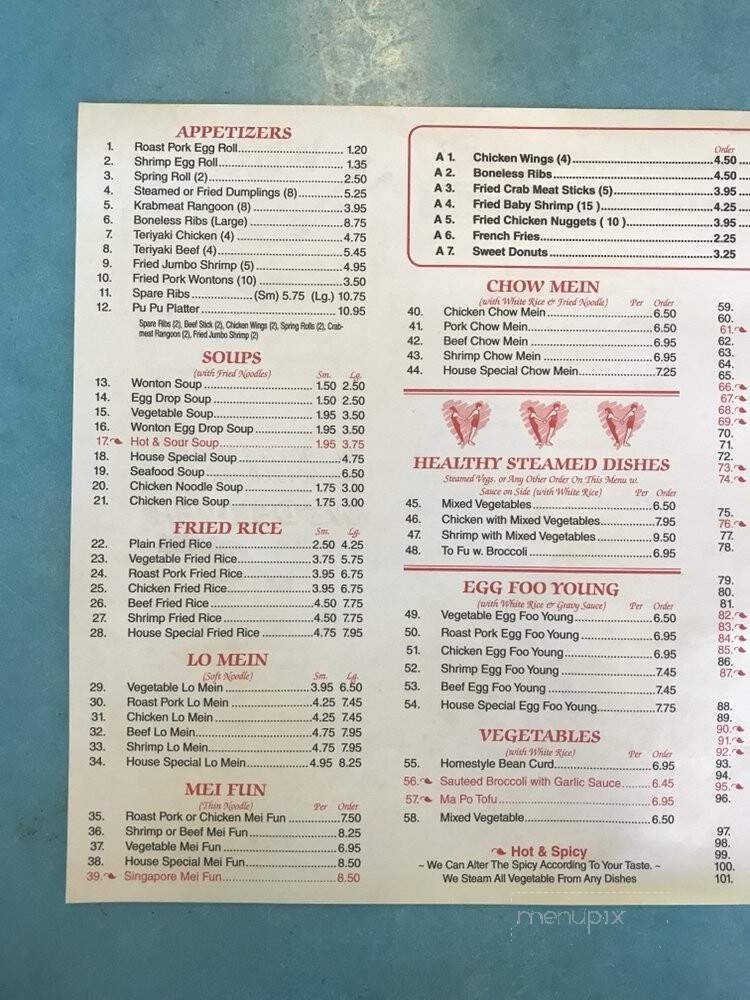 APPETIZERS
1. Roast Pork Egg Roll 1.20
2. Shrimp Egg Roll 1.35
3. Spring Roll (2) 2.50
4. Steamed or Fried Dumplings (8) 5.25
5. Krabmeat Rangoon (8) 3.95
6. Boneless Ribs (Large) 8.75
7. Teriyaki Chicken (4) 4.75
8. Teriyaki Beef (4) 5.45
9. Fried Jumbo Shrimp (5) 4.95
10. Fried Pork Wontons (10) 3.50
11. Spare Ribs (Sm) 5.75 (Lg.) 10.75
12. Pu Pu Platter 10.95
Spare Ribs (2), Beef Stick (2), Chicken Wings (2), Spring Rolls (2), Crab-
meat Rangoon (2), Fried Jumbo Shrimp (2)
SOUPS
(with Fried Noodles) Sm. Lg.
13. Wonton Soup 1.50 2.50
14. Egg Drop Soup 1.50 2.50
15. Vegetable Soup 1.95 3.50
16. Wonton Egg Drop Soup 1.95 3.50
17. Hot & Sour Soup 1.95 3.75
18. House Special Soup 4.75
19. Seafood Soup 6.50
20. Chicken Noodle Soup 1.75 3.00
21. Chicken Rice Soup 1.75 3.00
FRIED RICE Sm. Lg.
22. Plain Fried Rice 2.50 4.25
23. Vegetable Fried Rice 3.75 5.75
24. Roast Pork Fried Rice 3.95 6.75
25. Chicken Fried Rice 3.95 6.75
26. Beef Fried Rice 4.50 7.75
27. Shrimp Fried Rice 4.50 7.75
28. House Special Fried Rice 4.75 7.95
LO MEIN
(Soft Noodle) Sm. Lg.
29. Vegetable Lo Mein 3.95 6.50
30. Roast Pork Lo Mein 4.25 7.45
31. Chicken Lo Mein 4.25 7.45
32. Beef Lo Mein 4.75 7.95
33. Shrimp Lo Mein 4.75 7.95
34. House Special Lo Mein 4.95 8.25
MEI FUN
(Thin Noodle) Per Order
35. Roast Pork or Chicken Mei Fun 7.50
36. Shrimp or Beef Mei Fun 8.25
37. Vegetable Mei Fun 6.95
38. House Special Mei Fun 8.50
39. Singapore Mei Fun 8.50
Order
A 1. Chicken Wings (4) 4.50
A 2. Boneless Ribs 4.50
A 3. Fried Crab Meat Sticks (5) 3.95
A 4. Fried Baby Shrimp (15 ) 4.25
A 5. Fried Chicken Nuggets ( 10 ) 3.95
A 6. French Fries 2.25
A 7. Sweet Donuts 3.25
CHOW MEIN
(with White Rice & Fried Noodle) Per Order
40. Chicken Chow Mein 6.50
41. Pork Chow Mein 6.50
42. Beef Chow Mein 6.95
43. Shrimp Chow Mein 6.95
44. House Special Chow Mein 7.25
HEALTHY STEAMED DISHES
Steamed Vegs. or Any Other Order On This Menu w.
Sauce on Side (with White Rice) Per Order
45. Mixed Vegetables 6.50
46. Chicken with Mixed Vegetables 7.95
47. Shrimp with Mixed Vegetables 9.50
48. To Fu w. Broccoli 6.95
EGG FOO YOUNG
(with White Rice & Gravy Sauce) Per Order
49. Vegetable Egg Foo Young 6.50
50. Roast Pork Egg Foo Young 6.95
51. Chicken Egg Foo Young 6.95
52. Shrimp Egg Foo Young 7.45
53. Beef Egg Foo Young 7.45
54. House Special Egg Foo Young 7.75
VEGETABLES
(with White Rice) Per Order
55. Homestyle Bean Curd 6.95
56. Sauteed Broccoli with Garlic Sauce 6.45
57. Ma Po Tofu 6.95
58. Mixed Vegetable 6.50
Hot & Spicy
~ We Can Alter The Spicy According To Your Taste. ~
We Steam All Vegetable From Any Dishes
59.
60.
61.
62.
63.
64.
65.
66.
67.
68.
69.
70.
71.
72.
73.
74.
75.
76.
77.
78.
79.
80.
81.
82.
83.
84.
85.
86.
87.
88.
89.
90.
91.
92.
93.
94.
95.
96.
97.
98.
99.
100.
101.
menupix